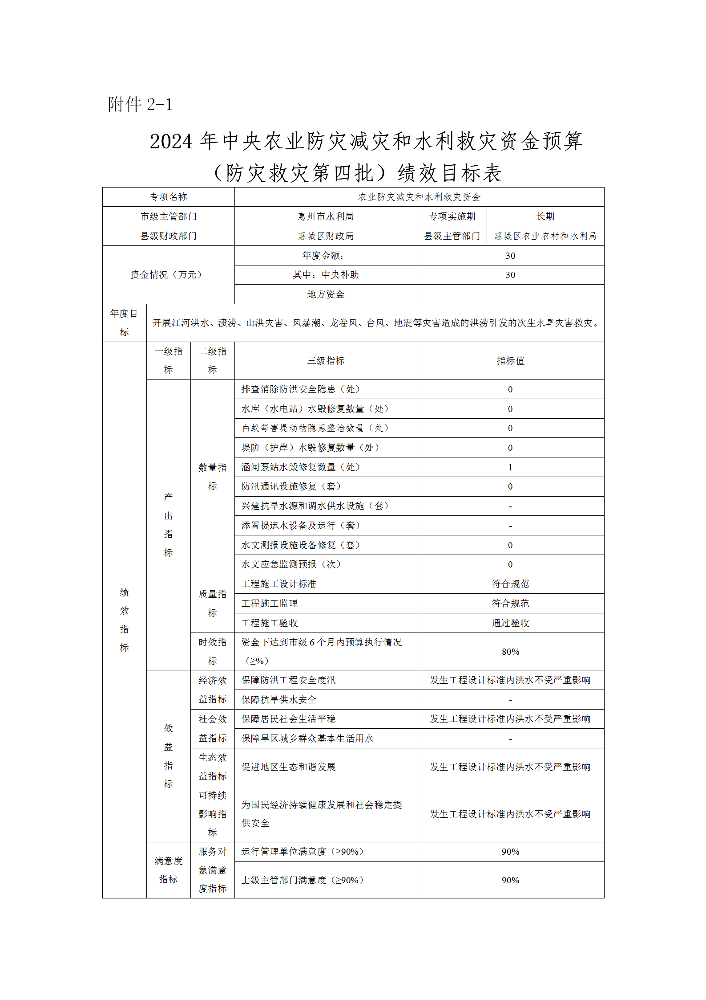 附件 2-1
2024 年中央农业防灾减灾和水利救灾资金预算
（防灾救灾第四批）绩效目标表
专项名称 农业防灾减灾和水利救灾资金
市级主管部门 惠州市水利局 专项实施期 长期
县级财政部门 惠城区财政局 县级主管部门 惠城区农业农村和水利局
资金情况（万元） 年度金额： 30
其中：中央补助 30
地方资金
年度目标 开展江河洪水、渍涝、山洪灾害、风暴潮、龙卷风、台风、地震等灾害造成的洪涝引发的次生水旱灾害救灾。
绩效指标 一级指标 二级指标 三级指标 指标值
产出指标 数量指标 排查消除防洪安全隐患（处） 0
水库（水电站）水毁修复数量（处） 0
白蚁等害堤动物隐患整治数量（处） 0
堤防（护岸）水毁修复数量（处） 0
涵闸泵站水毁修复数量（处） 1
防汛通讯设施修复（套） 0
兴建抗旱水源和调水供水设施（套） -
添置提运水设备及运行（套） -
水文测报设施设备修复（套） 0
水文应急监测预报（次） 0
质量指标 工程施工设计标准 符合规范
工程施工监理 符合规范
工程施工验收 通过验收
时效指标 资金下达到市级 6 个月内预算执行情况
（≥%） 80%
效益指标 经济效益指标 保障防洪工程安全度汛 发生工程设计标准内洪水不受严重影响
保障抗旱供水安全 -
社会效益指标 保障居民社会生活平稳 发生工程设计标准内洪水不受严重影响
保障旱区城乡群众基本生活用水 -
生态效益指标 促进地区生态和谐发展 发生工程设计标准内洪水不受严重影响
可持续影响指标 为国民经济持续健康发展和社会稳定提
供安全 发生工程设计标准内洪水不受严重影响
满意度指标 服务对象满意度指标 运行管理单位满意度（≥90%） 90%
上级主管部门满意度（≥90%） 90%